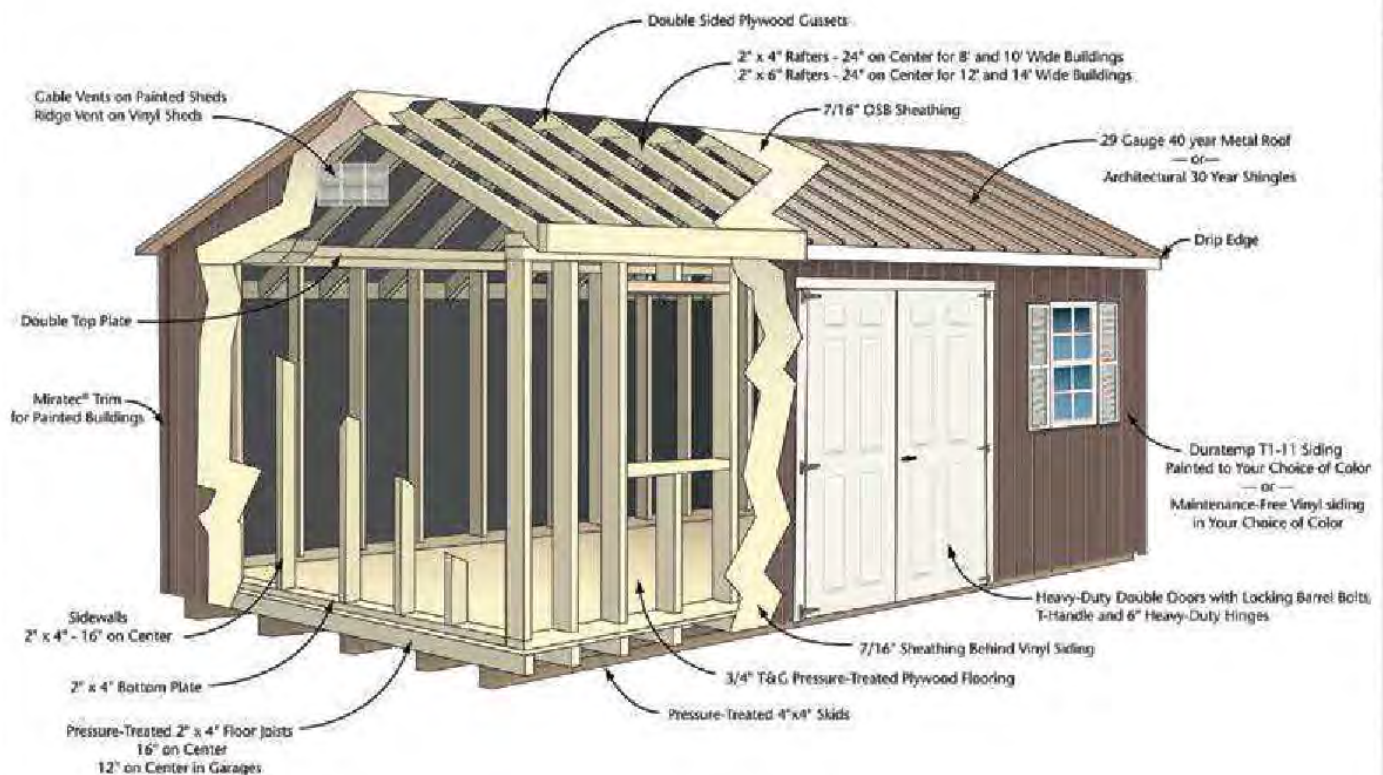 Double Sided Plywood Gussets
2" x 4" Rafters - 24" on Center for 8' and 10' Wide Buildings
2" x 6" Rafters - 24" on Center for 12' and 14' Wide Buildings
Gable Vents on Painted Sheds
Ridge Vent on Vinyl Sheds
7/16" OSB Sheathing
29 Gauge 40 year Metal Roof
— or —
Architectural 30 Year Shingles
Drip Edge
Double Top Plate
Miratec® Trim
for Painted Buildings
Duratemp T1-11 Siding
Painted to Your Choice of Color
— or —
Maintenance-Free Vinyl siding
in Your Choice of Color
Heavy-Duty Double Doors with Locking Barrel Bolts,
T-Handle and 6" Heavy-Duty Hinges
Sidewalls
2" x 4" - 16" on Center
7/16" Sheathing Behind Vinyl Siding
3/4" T&G Pressure-Treated Plywood Flooring
2" x 4" Bottom Plate
Pressure-Treated 4"x4" Skids
Pressure-Treated 2" x 4" Floor Joists
16" on Center
12" on Center in Garages